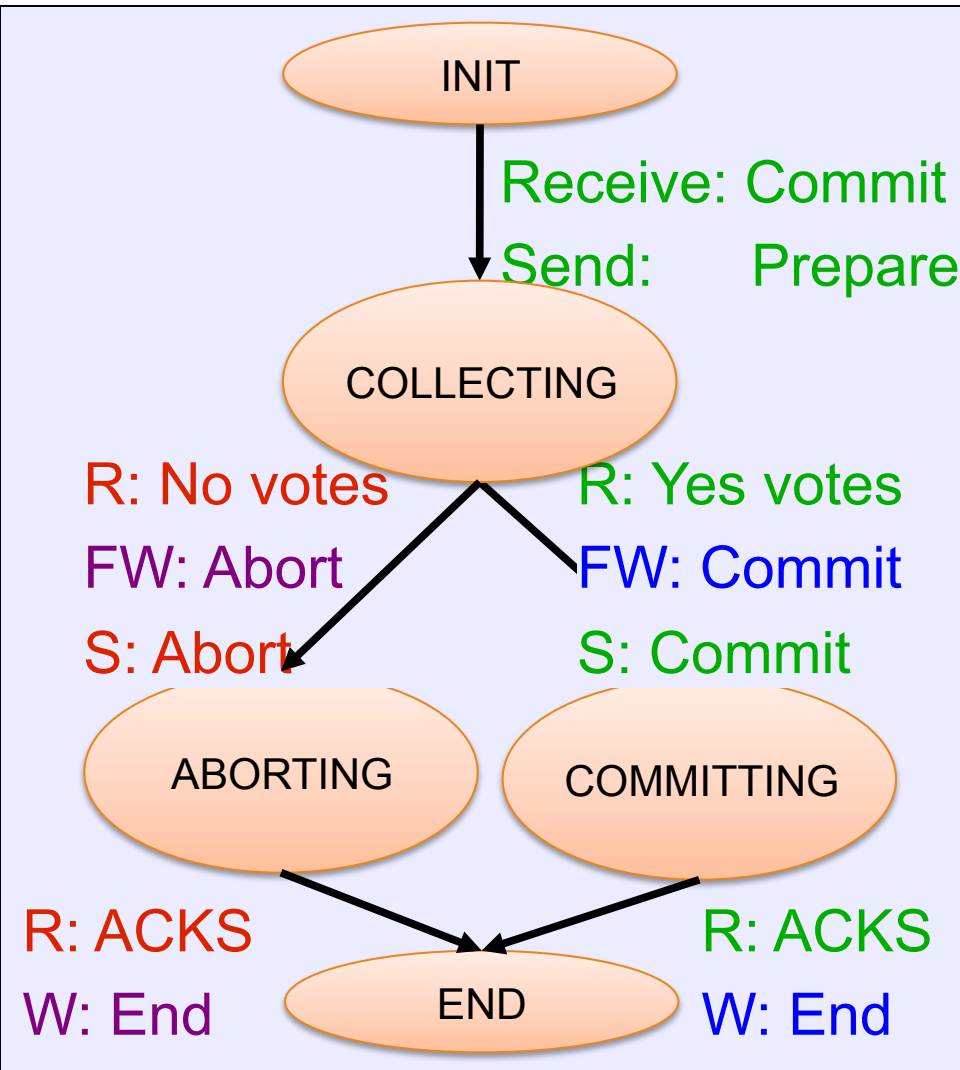 INIT
Receive: Commit
Send: Prepare
COLLECTING
R: No votes
FW: Abort
S: Abort
R: Yes votes
FW: Commit
S: Commit
ABORTING
COMMITTING
R: ACKS
W: End
END
R: ACKS
W: End